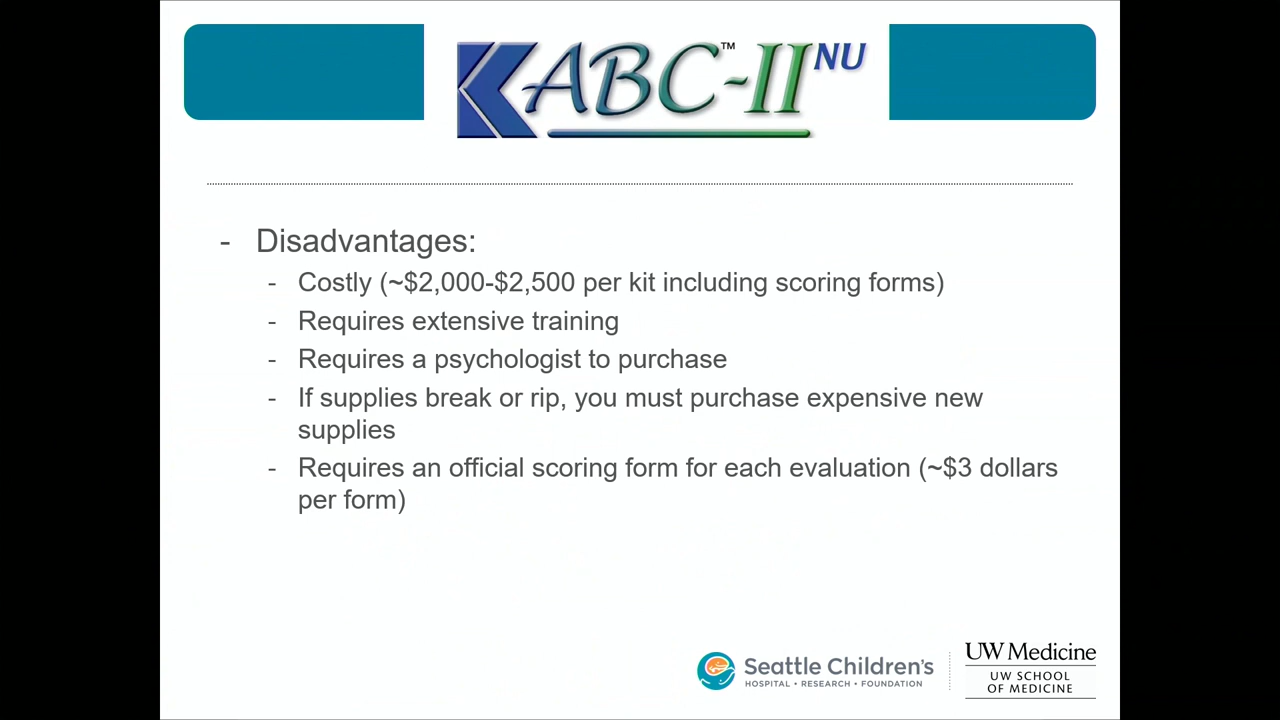 KABC™-II NU
- Disadvantages:
- Costly (~$2,000-$2,500 per kit including scoring forms)
- Requires extensive training
- Requires a psychologist to purchase
- If supplies break or rip, you must purchase expensive new
supplies
- Requires an official scoring form for each evaluation (~$3 dollars
per form)
Seattle Children's
HOSPITAL • RESEARCH • FOUNDATION
UW Medicine
UW SCHOOL
OF MEDICINE